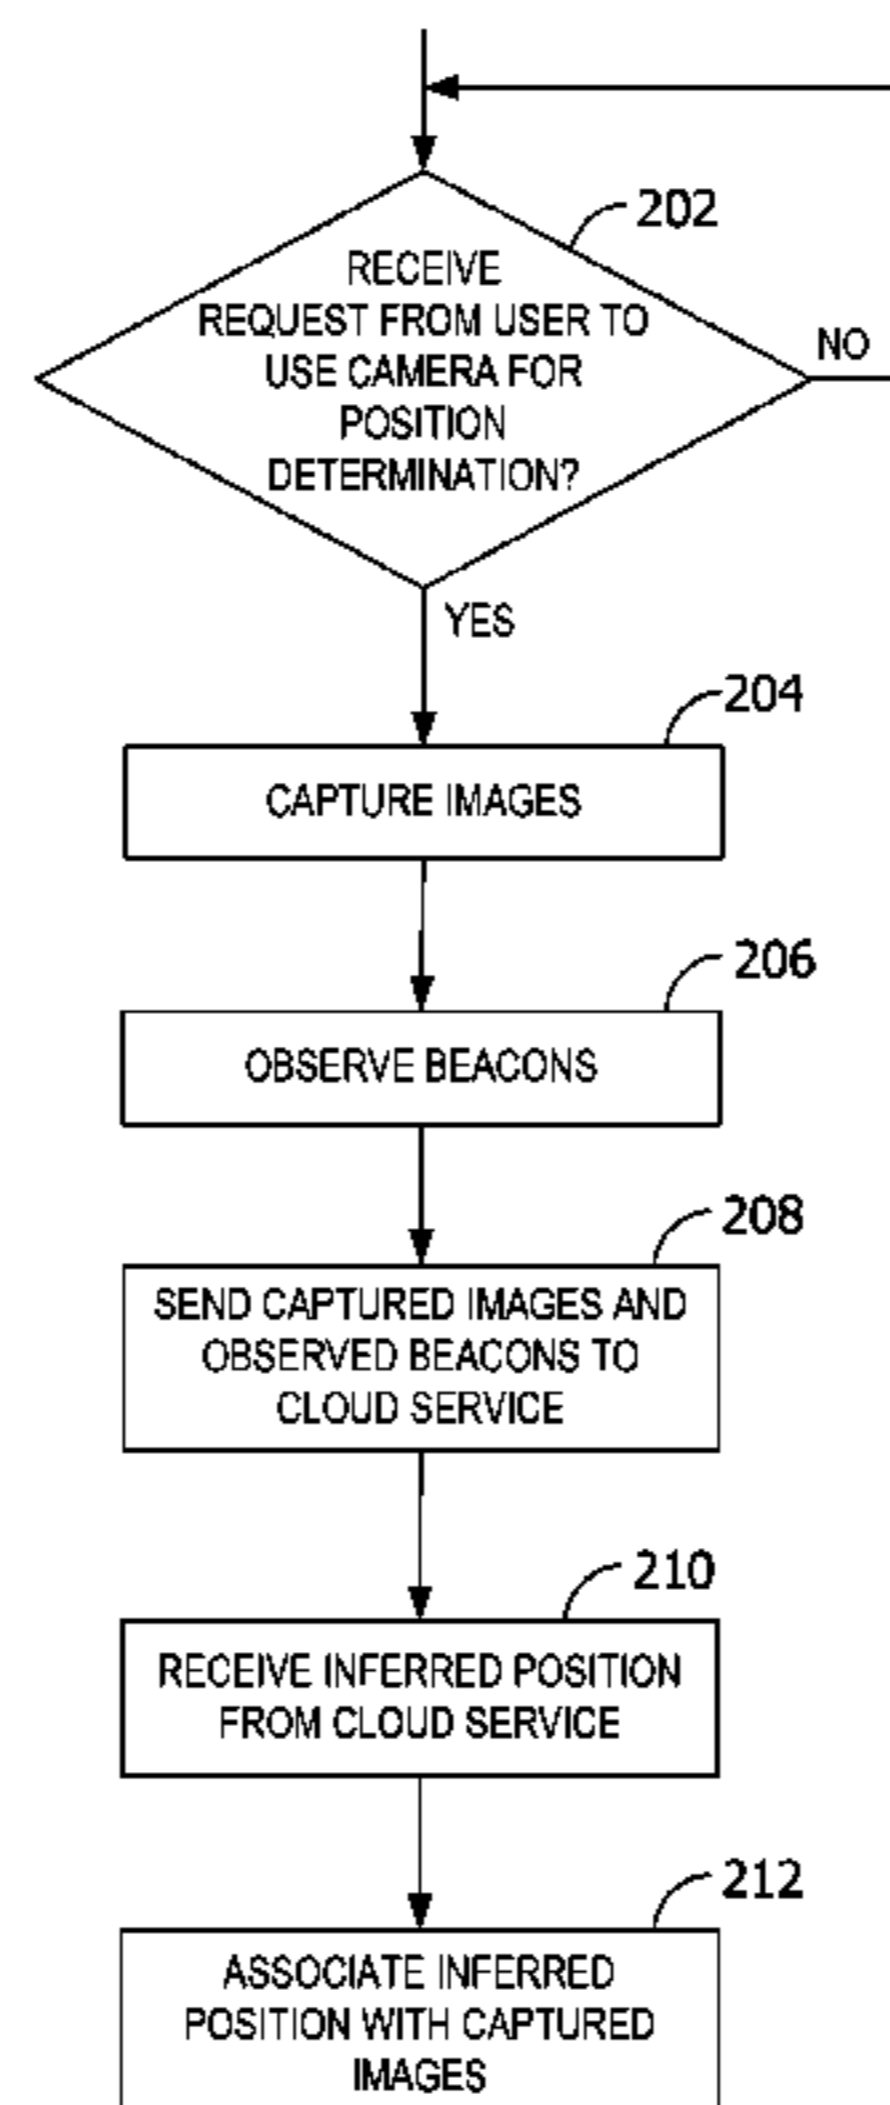 202
RECEIVE
REQUEST FROM USER TO
USE CAMERA FOR
POSITION
DETERMINATION?
NO
YES
204
CAPTURE IMAGES
206
OBSERVE BEACONS
208
SEND CAPTURED IMAGES AND
OBSERVED BEACONS TO
CLOUD SERVICE
210
RECEIVE INFERRED POSITION
FROM CLOUD SERVICE
212
ASSOCIATE INFERRED
POSITION WITH CAPTURED
IMAGES